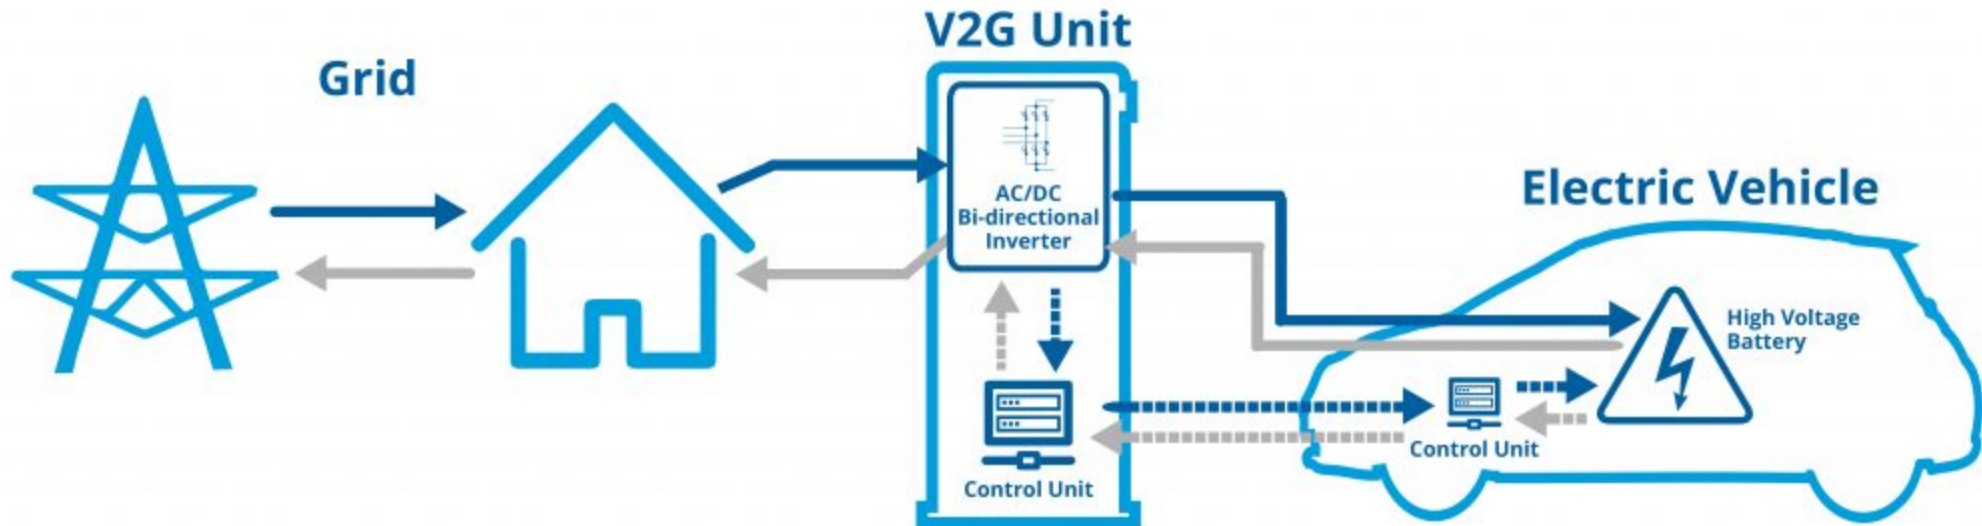 Grid
V2G Unit
AC/DC
Bi-directional
Inverter
Control Unit
Electric Vehicle
High Voltage
Battery
Control Unit